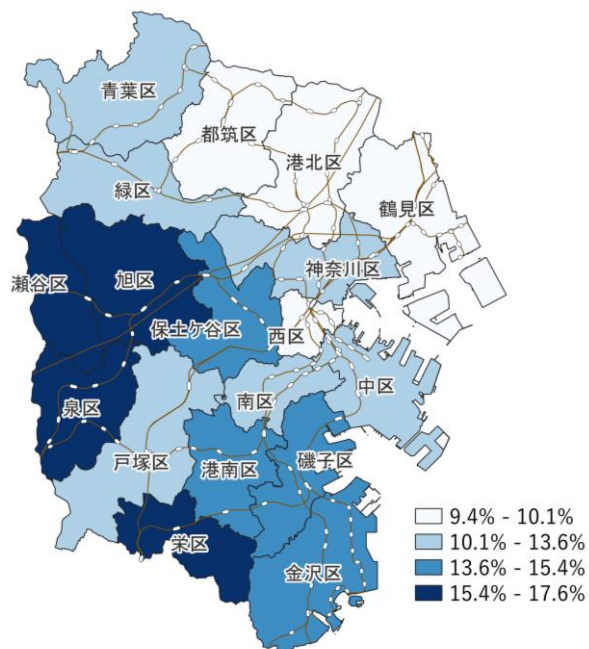 青葉区
都筑区
港北区
緑区
鶴見区
瀬谷区
旭区
神奈川区
保土ケ谷区
西区
南区
中区
泉区
戸塚区
港南区
磯子区
栄区
金沢区
9.4% - 10.1%
10.1% - 13.6%
13.6% - 15.4%
15.4% - 17.6%